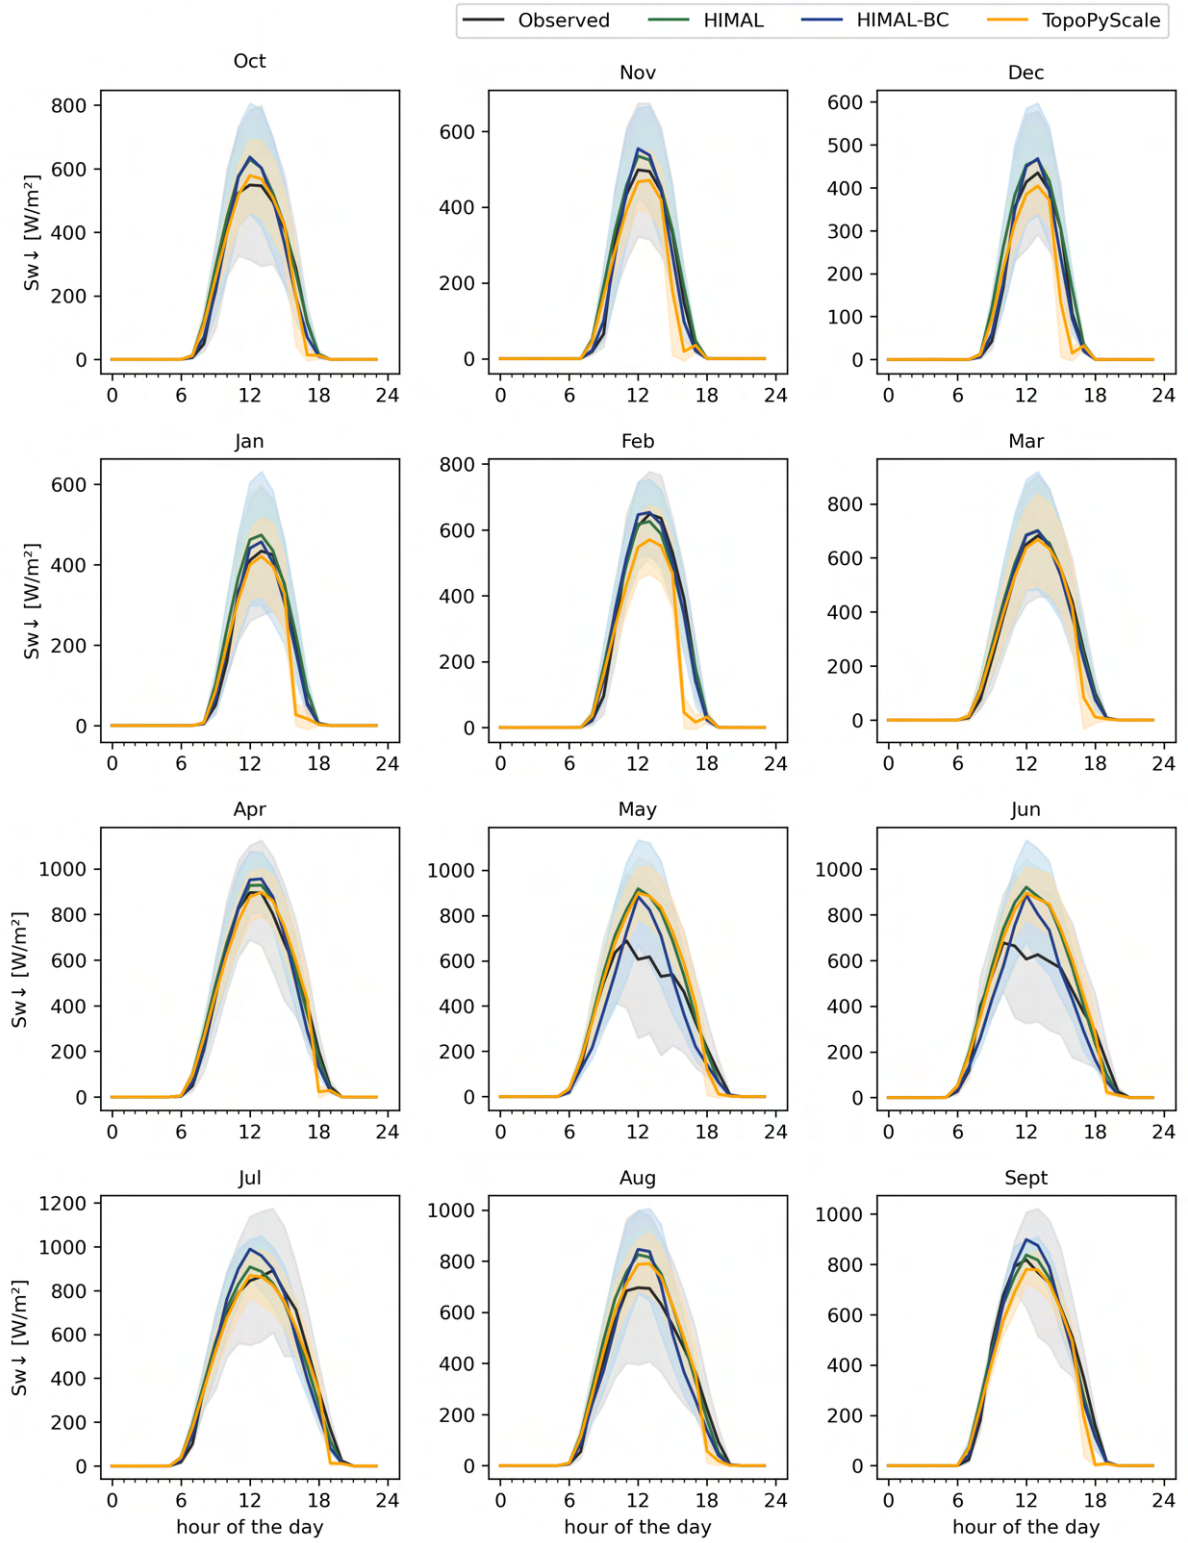 Observed HIMAL HIMAL-BC TopoPyScale
Oct Nov Dec
Sw↓ [W/m²]
800
600
400
200
0
0 6 12 18 24
600
400
200
0
0 6 12 18 24
600
500
400
300
200
100
0
0 6 12 18 24
Jan Feb Mar
Sw↓ [W/m²]
600
400
200
0
0 6 12 18 24
800
600
400
200
0
0 6 12 18 24
800
600
400
200
0
0 6 12 18 24
Apr May Jun
Sw↓ [W/m²]
1000
800
600
400
200
0
0 6 12 18 24
1000
800
600
400
200
0
0 6 12 18 24
1000
800
600
400
200
0
0 6 12 18 24
Jul Aug Sept
Sw↓ [W/m²]
1200
1000
800
600
400
200
0
0 6 12 18 24
hour of the day
1000
800
600
400
200
0
0 6 12 18 24
hour of the day
1000
800
600
400
200
0
0 6 12 18 24
hour of the day